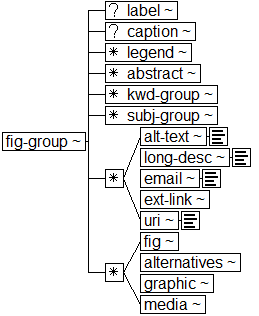 ? label ~
? caption ~
* legend ~
* abstract ~
* kwd-group ~
* subj-group ~
fig-group ~
alt-text ~
long-desc ~
* email ~
ext-link ~
uri ~
fig ~
* alternatives ~
graphic ~
media ~